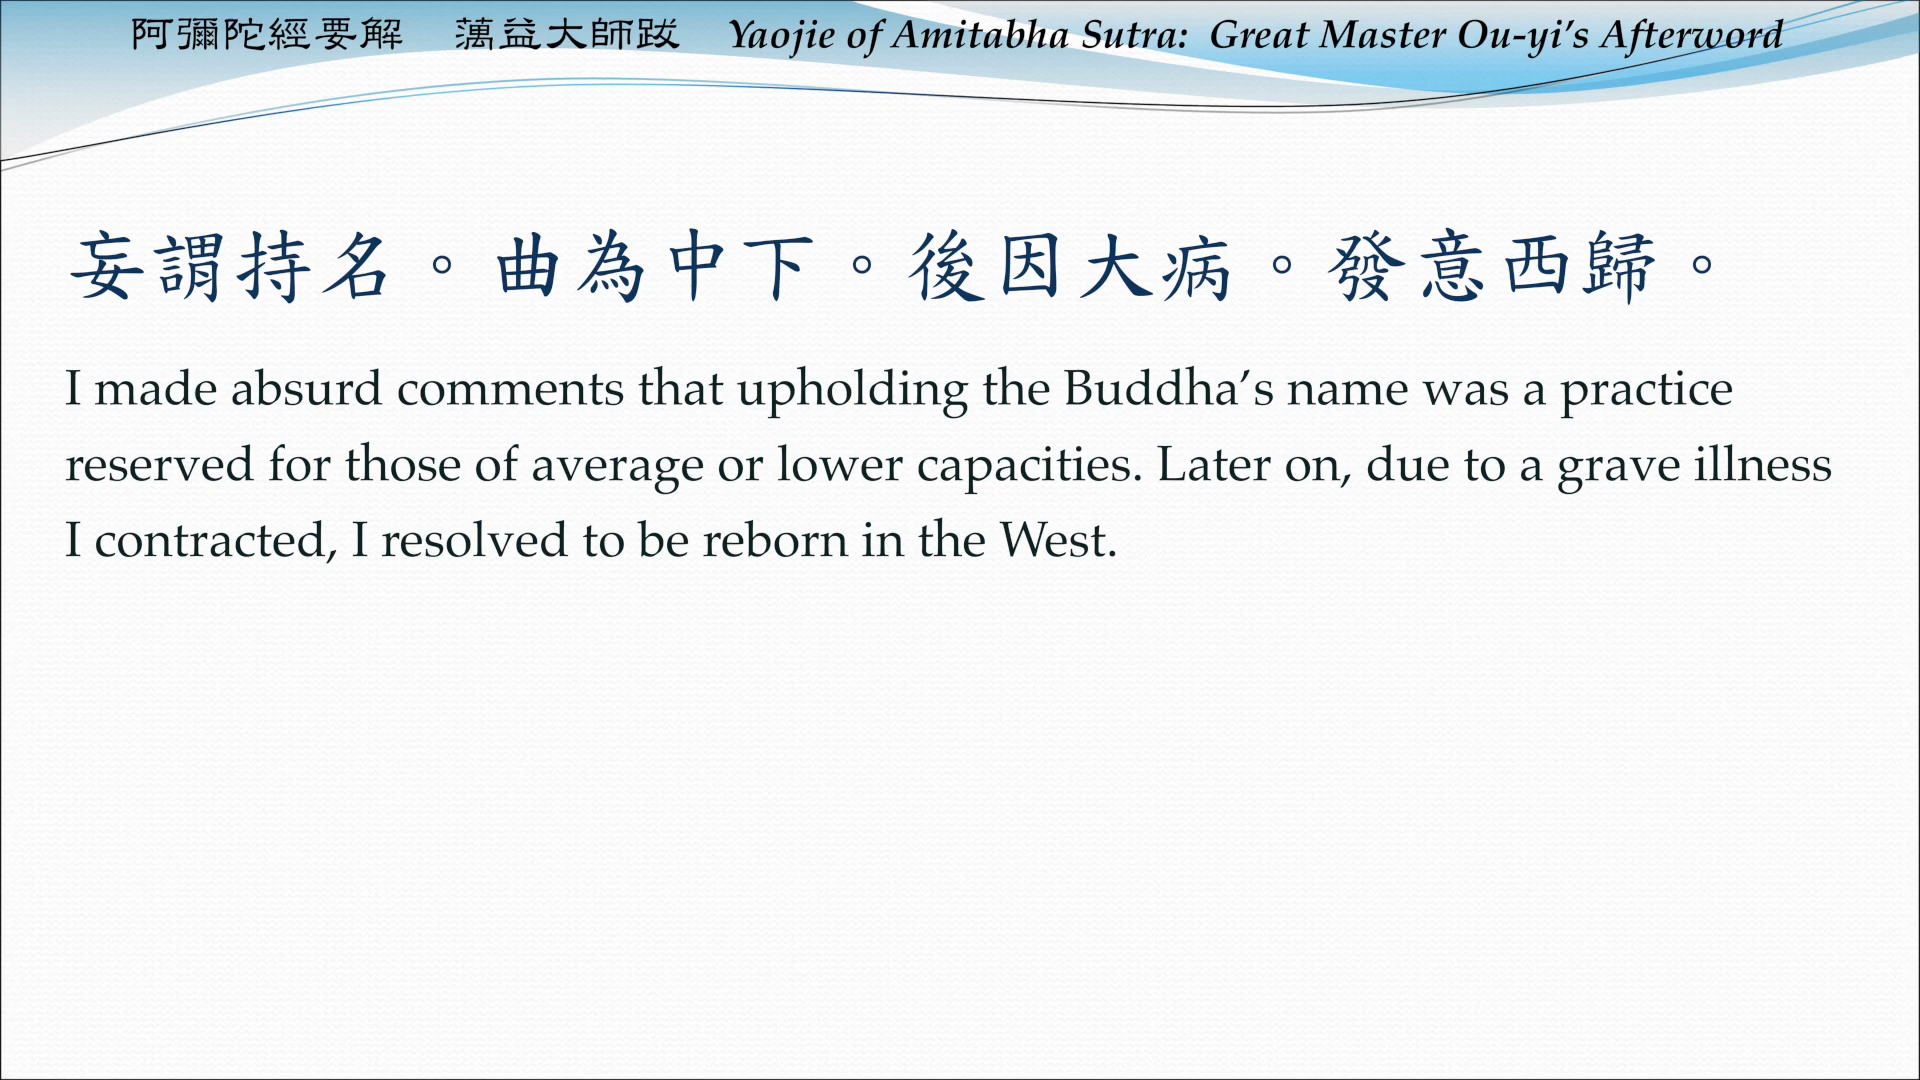 阿彌陀經要解　蕅益大師跋　Yaojie of Amitabha Sutra: Great Master Ou-yi’s Afterword
妄謂持名。曲為中下。後因大病。發意西歸。
I made absurd comments that upholding the Buddha’s name was a practice
reserved for those of average or lower capacities. Later on, due to a grave illness
I contracted, I resolved to be reborn in the West.